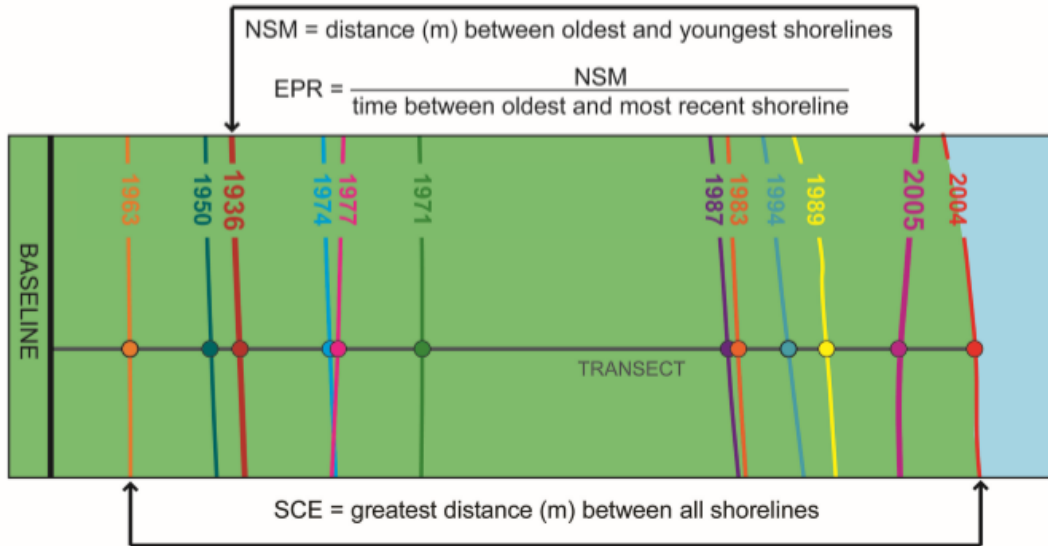 NSM = distance (m) between oldest and youngest shorelines
EPR = NSM
time between oldest and most recent shoreline
BASELINE
1963
1950
1936
1974
1977
1971
1987
1983
1994
1989
2005
2004
TRANSECT
SCE = greatest distance (m) between all shorelines